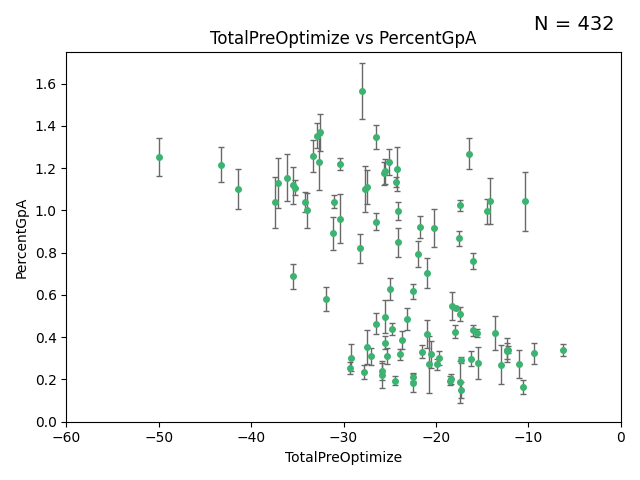 N = 432
TotalPreOptimize vs PercentGpA
PercentGpA
1.6
1.4
1.2
1.0
0.8
0.6
0.4
0.2
0.0
−60 −50 −40 −30 −20 −10 0
TotalPreOptimize